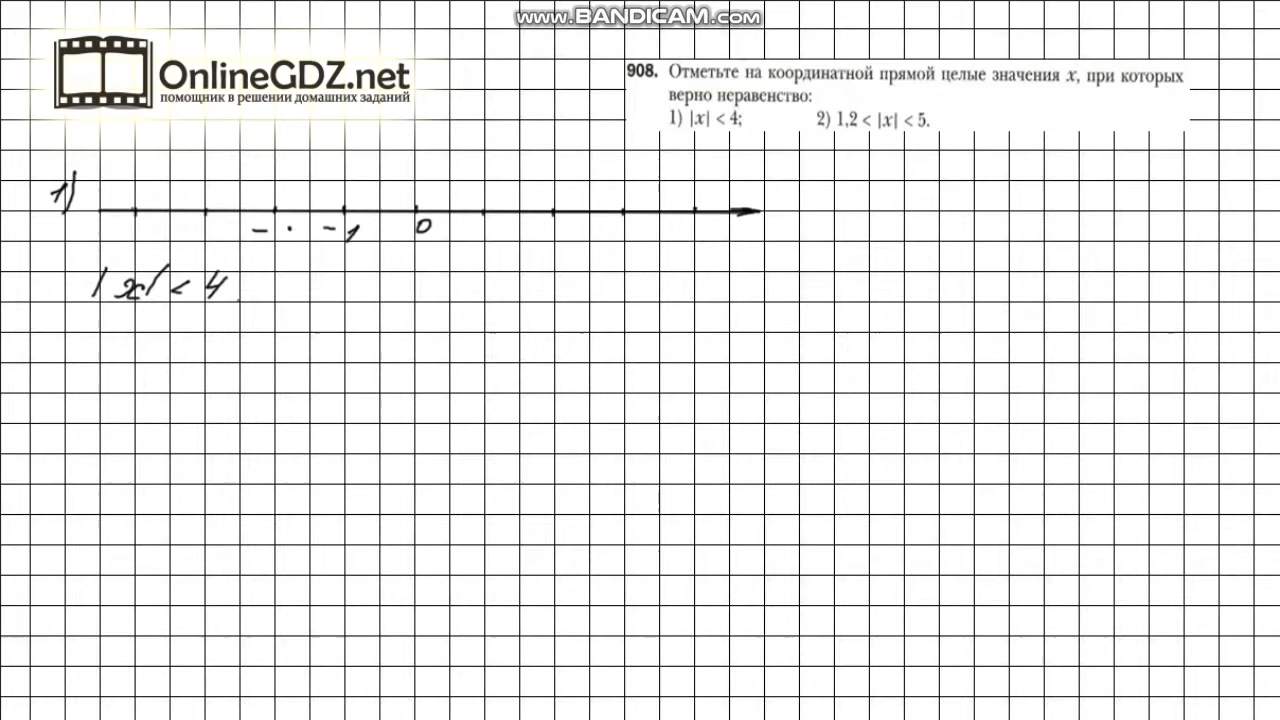 www.BANDICAM.com
OnlineGDZ.net
помощник в решении домашних заданий
908. Отметьте на координатной прямой целые значения x, при которых
верно неравенство:
1) |x| < 4; 2) 1,2 < |x| < 5.
1)
- · -1 0
|x| < 4